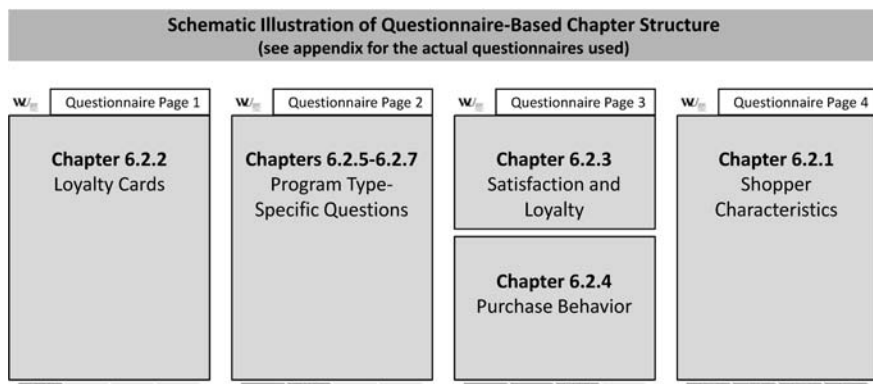 Schematic Illustration of Questionnaire-Based Chapter Structure
(see appendix for the actual questionnaires used)
Questionnaire Page 1
Chapter 6.2.2
Loyalty Cards
Questionnaire Page 2
Chapters 6.2.5-6.2.7
Program Type-
Specific Questions
Questionnaire Page 3
Chapter 6.2.3
Satisfaction and
Loyalty
Chapter 6.2.4
Purchase Behavior
Questionnaire Page 4
Chapter 6.2.1
Shopper
Characteristics